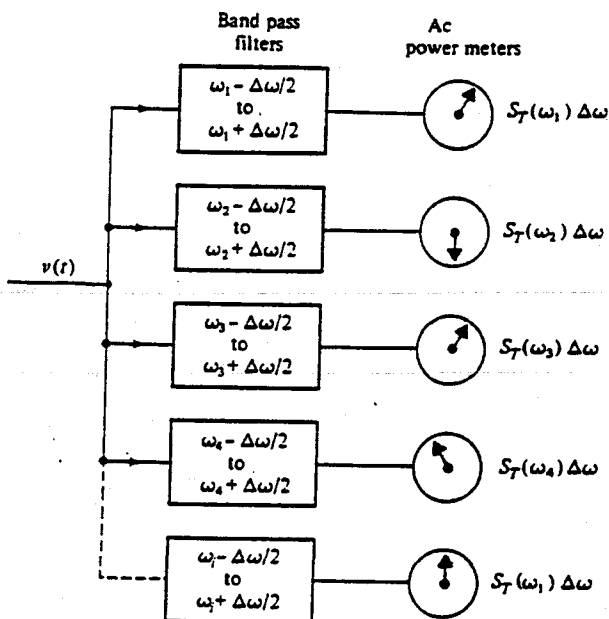 Band pass
filters
Ac
power meters
ω₁ − Δω/2
to
ω₁ + Δω/2
S_T(ω₁) Δω
ω₂ − Δω/2
to
ω₂ + Δω/2
S_T(ω₂) Δω
v(t)
ω₃ − Δω/2
to
ω₃ + Δω/2
S_T(ω₃) Δω
ω₄ − Δω/2
to
ω₄ + Δω/2
S_T(ω₄) Δω
ωᵢ − Δω/2
to
ωᵢ + Δω/2
S_T(ω₁) Δω